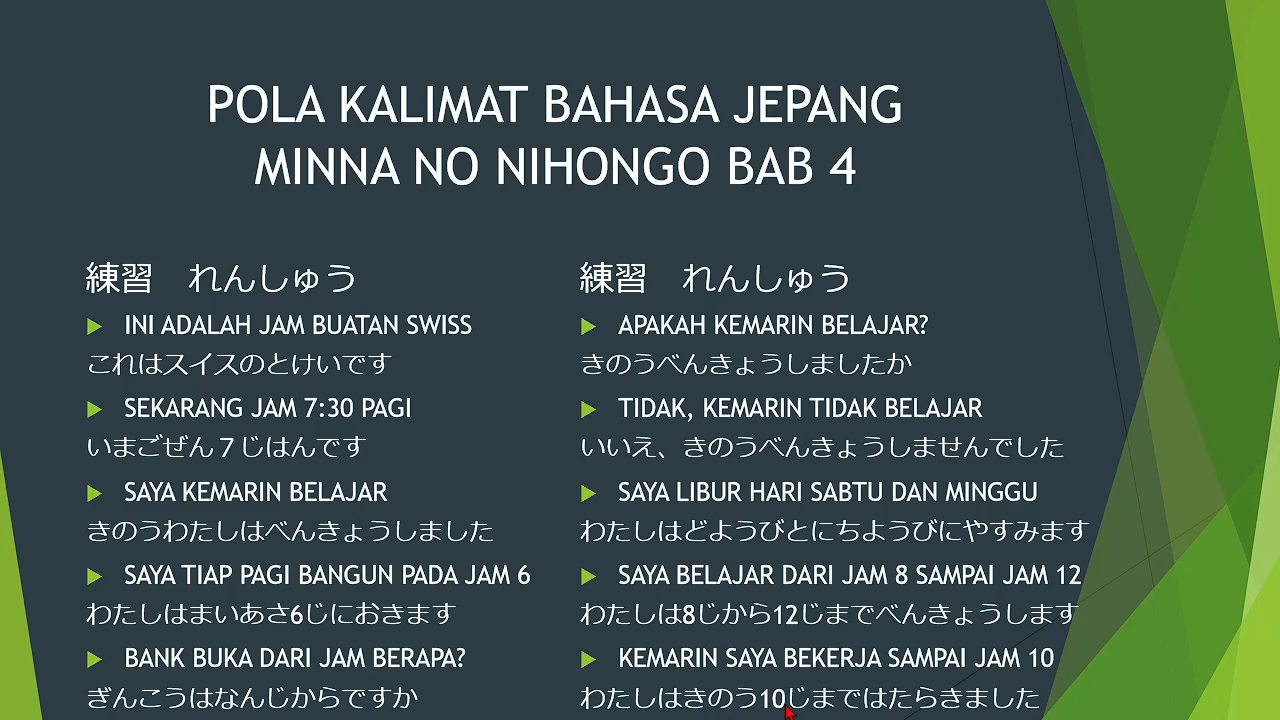 POLA KALIMAT BAHASA JEPANG
MINNA NO NIHONGO BAB 4
練習　れんしゅう
INI ADALAH JAM BUATAN SWISS
これはスイスのとけいです
SEKARANG JAM 7:30 PAGI
いまごぜん７じはんです
SAYA KEMARIN BELAJAR
きのうわたしはべんきょうしました
SAYA TIAP PAGI BANGUN PADA JAM 6
わたしはまいあさ6じにおきます
BANK BUKA DARI JAM BERAPA?
ぎんこうはなんじからですか
練習　れんしゅう
APAKAH KEMARIN BELAJAR?
きのうべんきょうしましたか
TIDAK, KEMARIN TIDAK BELAJAR
いいえ、きのうべんきょうしませんでした
SAYA LIBUR HARI SABTU DAN MINGGU
わたしはどようびとにちようびにやすみます
SAYA BELAJAR DARI JAM 8 SAMPAI JAM 12
わたしは8じから12じまでべんきょうします
KEMARIN SAYA BEKERJA SAMPAI JAM 10
わたしはきのう10じまではたらきました